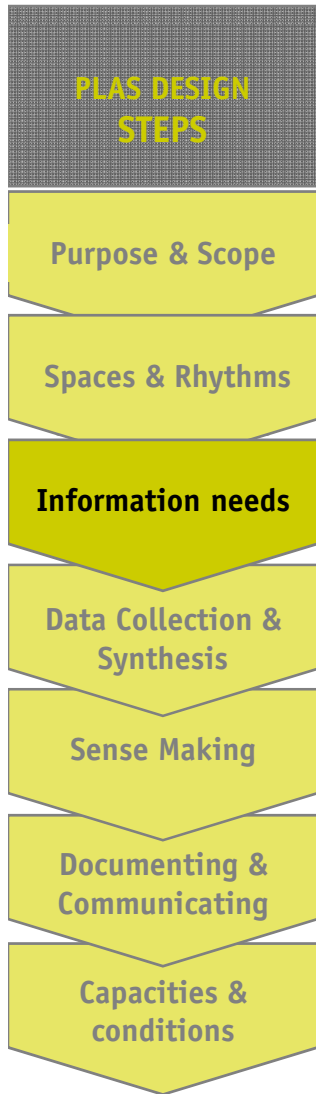 PLAS DESIGN
STEPS
Purpose & Scope
Spaces & Rhythms
Information needs
Data Collection &
Synthesis
Sense Making
Documenting &
Communicating
Capacities &
conditions